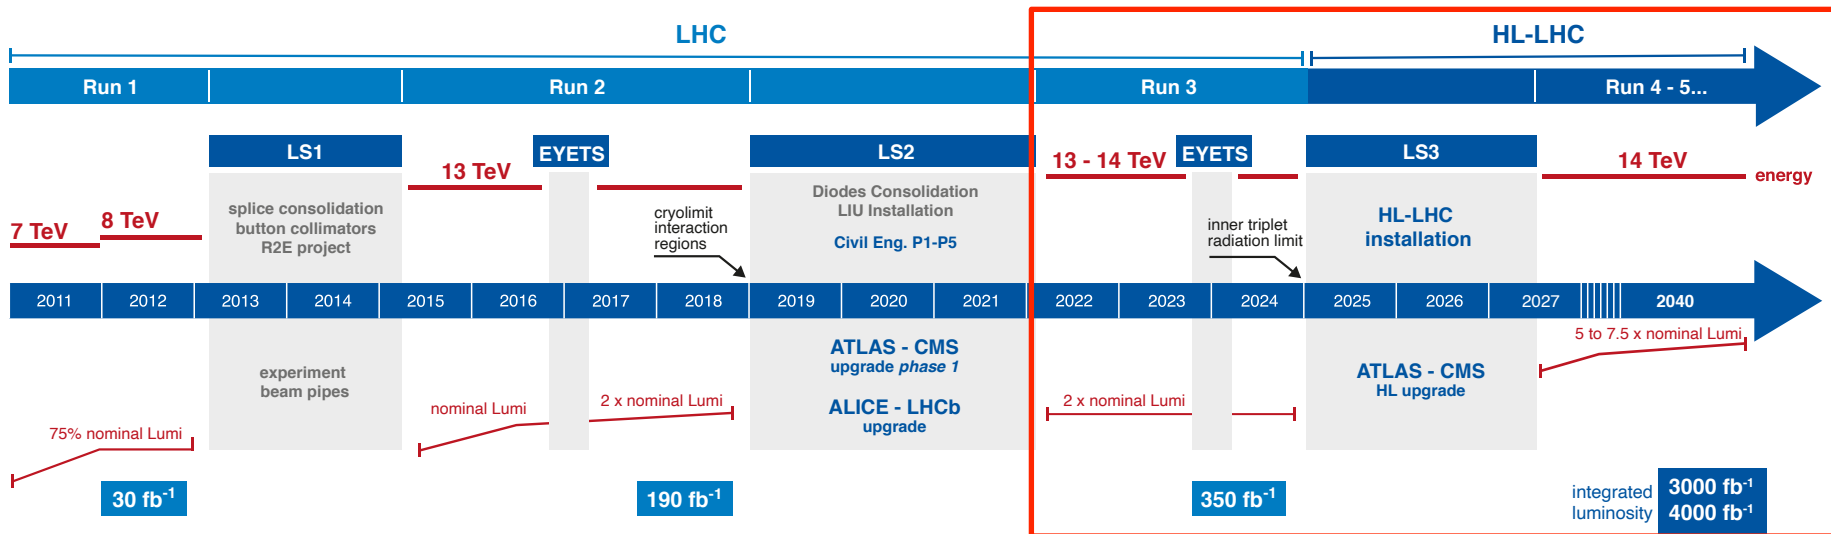 LHC
HL-LHC
Run 1
Run 2
Run 3
Run 4 - 5...
LS1
EYETS
LS2
EYETS
LS3
7 TeV
8 TeV
13 TeV
13 - 14 TeV
14 TeV
energy
splice consolidation
button collimators
R2E project
cryolimit
interaction
regions
Diodes Consolidation
LIU Installation
Civil Eng. P1-P5
inner triplet
radiation limit
HL-LHC
installation
2011
2012
2013
2014
2015
2016
2017
2018
2019
2020
2021
2022
2023
2024
2025
2026
2027
2040
experiment
beam pipes
75% nominal Lumi
nominal Lumi
2 x nominal Lumi
ATLAS - CMS
upgrade phase 1
ALICE - LHCb
upgrade
2 x nominal Lumi
ATLAS - CMS
HL upgrade
5 to 7.5 x nominal Lumi
30 fb⁻¹
190 fb⁻¹
350 fb⁻¹
integrated
luminosity
3000 fb⁻¹
4000 fb⁻¹